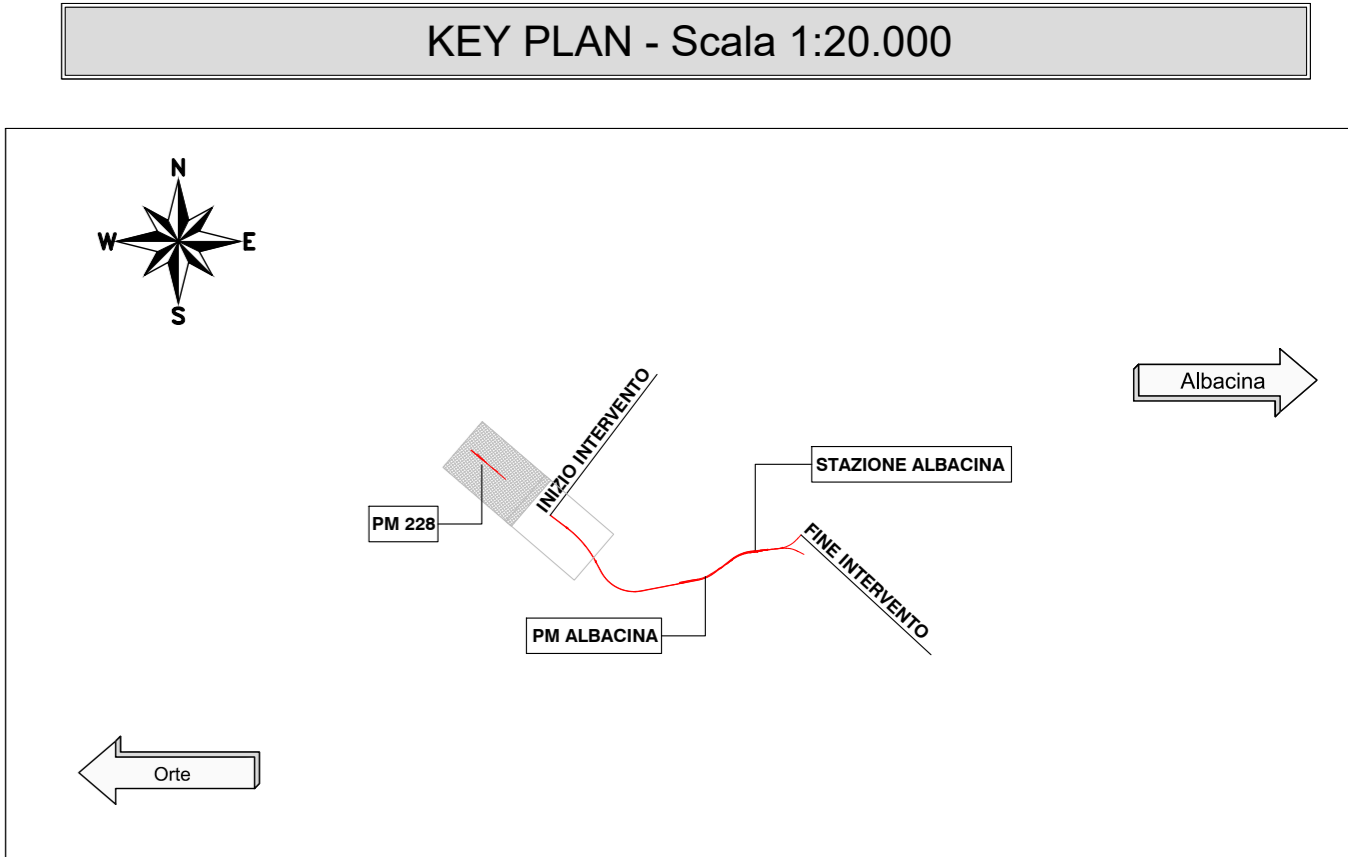 KEY PLAN - Scala 1:20.000
N
W
E
S
Albacina
INIZIO INTERVENTO
STAZIONE ALBACINA
PM 228
FINE INTERVENTO
PM ALBACINA
Orte